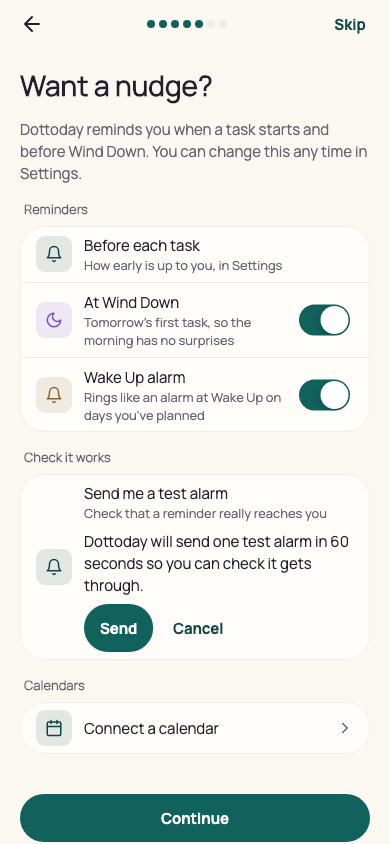 Skip
Want a nudge?
Dottoday reminds you when a task starts and
before Wind Down. You can change this any time in
Settings.
Reminders
Before each task
How early is up to you, in Settings
At Wind Down
Tomorrow's first task, so the
morning has no surprises
Wake Up alarm
Rings like an alarm at Wake Up on
days you've planned
Check it works
Send me a test alarm
Check that a reminder really reaches you
Dottoday will send one test alarm in 60
seconds so you can check it gets
through.
Send
Cancel
Calendars
Connect a calendar
Continue